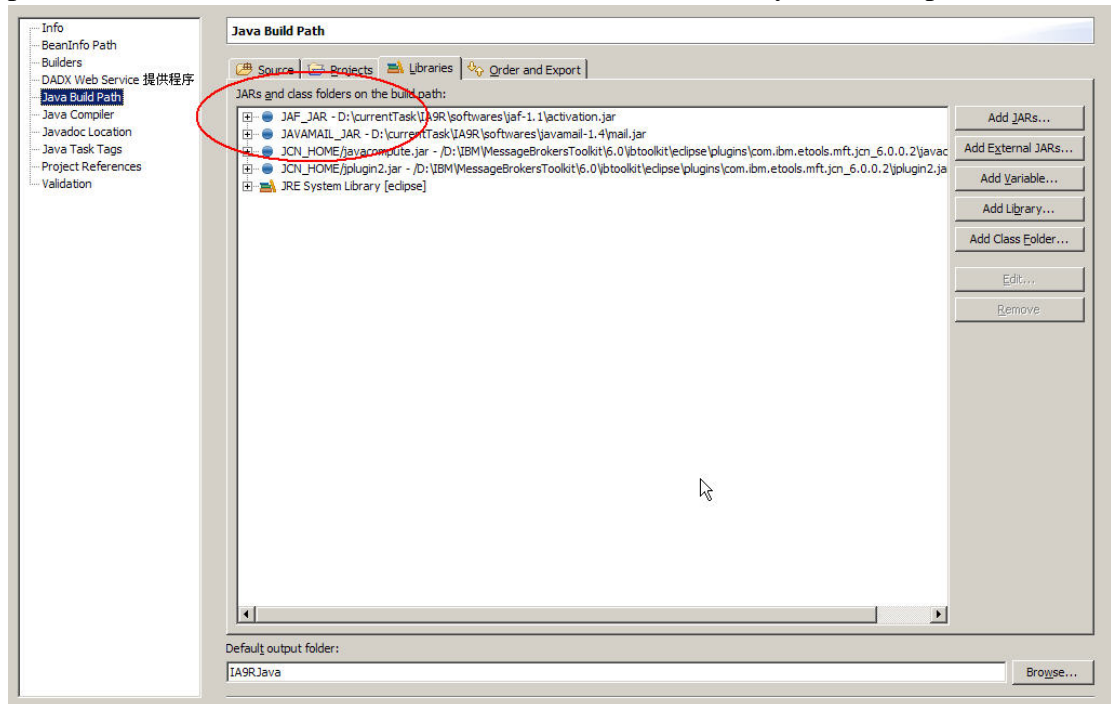 Info
BeanInfo Path
Builders
DADX Web Service 提供程序
Java Build Path
Java Compiler
Javadoc Location
Java Task Tags
Project References
Validation
Java Build Path
Source
Projects
Libraries
Order and Export
JARs and class folders on the build path:
JAF_JAR - D:\currentTask\IA9R\softwares\jaf-1.1\activation.jar
JAVAMAIL_JAR - D:\currentTask\IA9R\softwares\javamail-1.4\mail.jar
JCN_HOME/javacompute.jar - /D:\IBM\MessageBrokersToolkit\6.0\ibtoolkit\eclipse\plugins\com.ibm.etools.mft.jcn_6.0.0.2\javac
JCN_HOME/jplugin2.jar - /D:\IBM\MessageBrokersToolkit\6.0\ibtoolkit\eclipse\plugins\com.ibm.etools.mft.jcn_6.0.0.2\jplugin2.ja
JRE System Library [eclipse]
Add JARs...
Add External JARs...
Add Variable...
Add Library...
Add Class Folder...
Edit...
Remove
Default output folder:
IA9RJava
Browse...